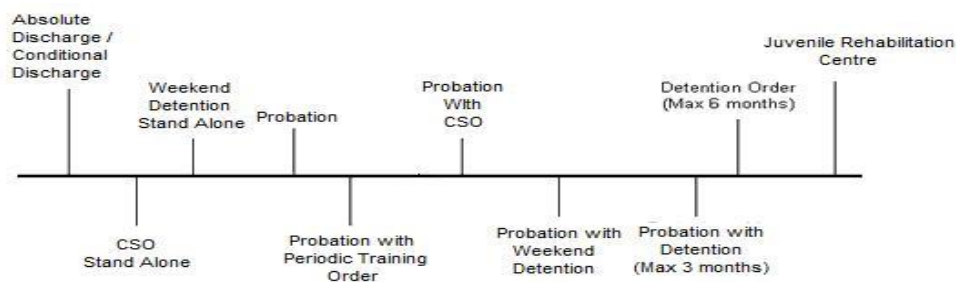 Absolute
Discharge /
Conditional
Discharge
Weekend
Detention
Stand Alone
Probation
Probation
With
CSO
Detention Order
(Max 6 months)
Juvenile Rehabilitation
Centre
CSO
Stand Alone
Probation with
Periodic Training
Order
Probation with
Weekend
Detention
Probation with
Detention
(Max 3 months)